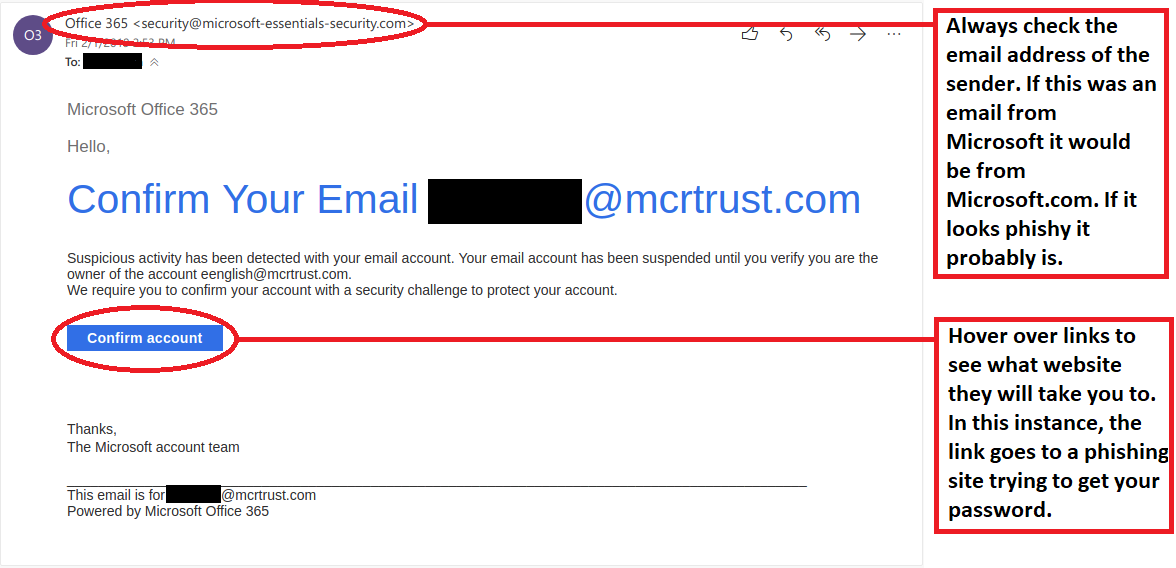 O3
Office 365 <security@microsoft-essentials-security.com>
Fri 2/1/2019 2:53 PM
To:
Microsoft Office 365
Hello,
Confirm Your Email @mcrtrust.com
Suspicious activity has been detected with your email account. Your email account has been suspended until you verify you are the
owner of the account eenglish@mcrtrust.com.
We require you to confirm your account with a security challenge to protect your account.
Confirm account
Thanks,
The Microsoft account team
This email is for @mcrtrust.com
Powered by Microsoft Office 365
Always check the
email address of the
sender. If this was an
email from
Microsoft it would
be from
Microsoft.com. If it
looks phishy it
probably is.
Hover over links to
see what website
they will take you to.
In this instance, the
link goes to a phishing
site trying to get your
password.